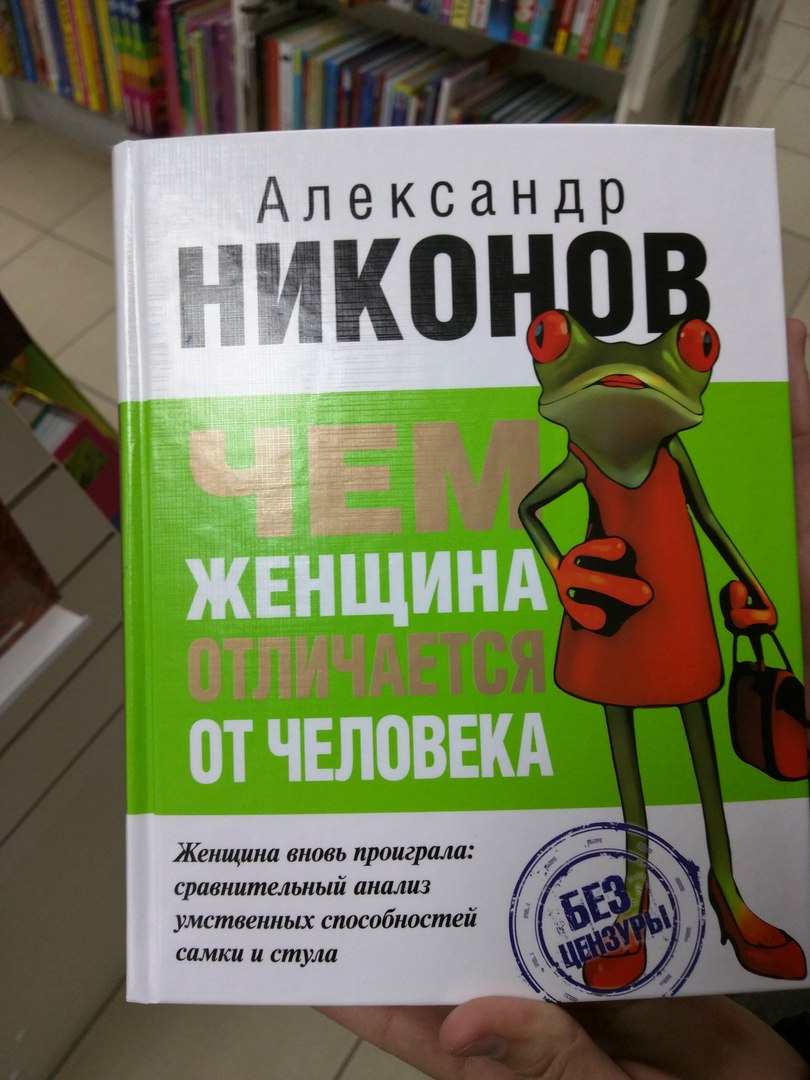 Александр
НИКОНОВ
ЧЕМ
ЖЕНЩИНА
ОТЛИЧАЕТСЯ
ОТ ЧЕЛОВЕКА
Женщина вновь проиграла:
сравнительный анализ
умственных способностей
самки и стула
БЕЗ
ЦЕНЗУРЫ